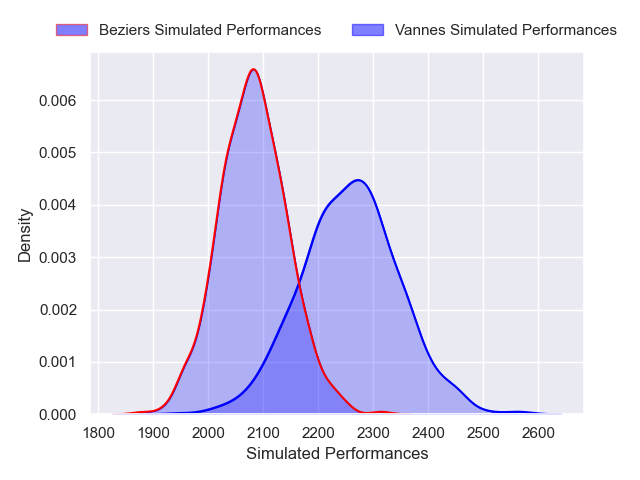 Beziers Simulated Performances Vannes Simulated Performances
0.006
0.005
0.004
0.003
0.002
0.001
0.000
Density
1800 1900 2000 2100 2200 2300 2400 2500 2600
Simulated Performances